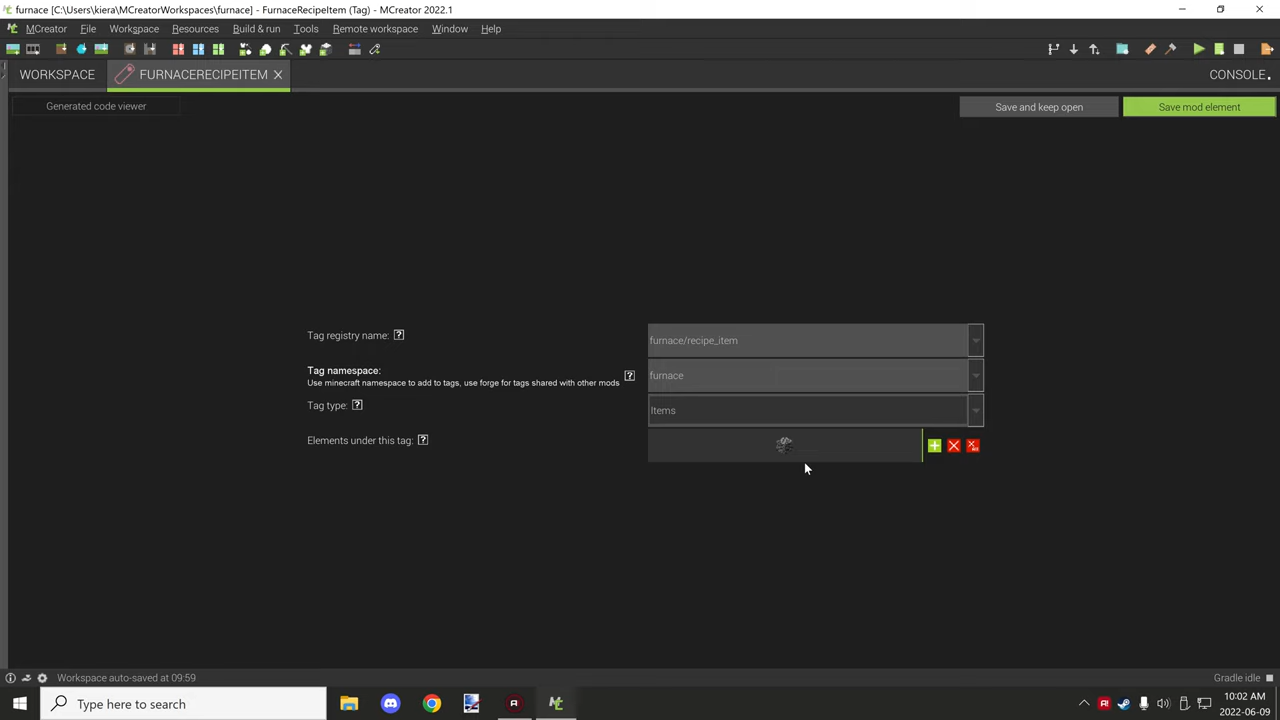 furnace [C:\Users\kiera\MCreatorWorkspaces\furnace] - FurnaceRecipeItem (Tag) - MCreator 2022.1
MCreator File Workspace Resources Build & run Tools Remote workspace Window Help
WORKSPACE FURNACERECIPEITEM CONSOLE
Generated code viewer Save and keep open Save mod element
Tag registry name: ? furnace/recipe_item
Tag namespace:
Use minecraft namespace to add to tags, use forge for tags shared with other mods ? furnace
Tag type: ? Items
Elements under this tag: ?
Workspace auto-saved at 09:59 Gradle idle
Type here to search
10:02 AM
2022-06-09